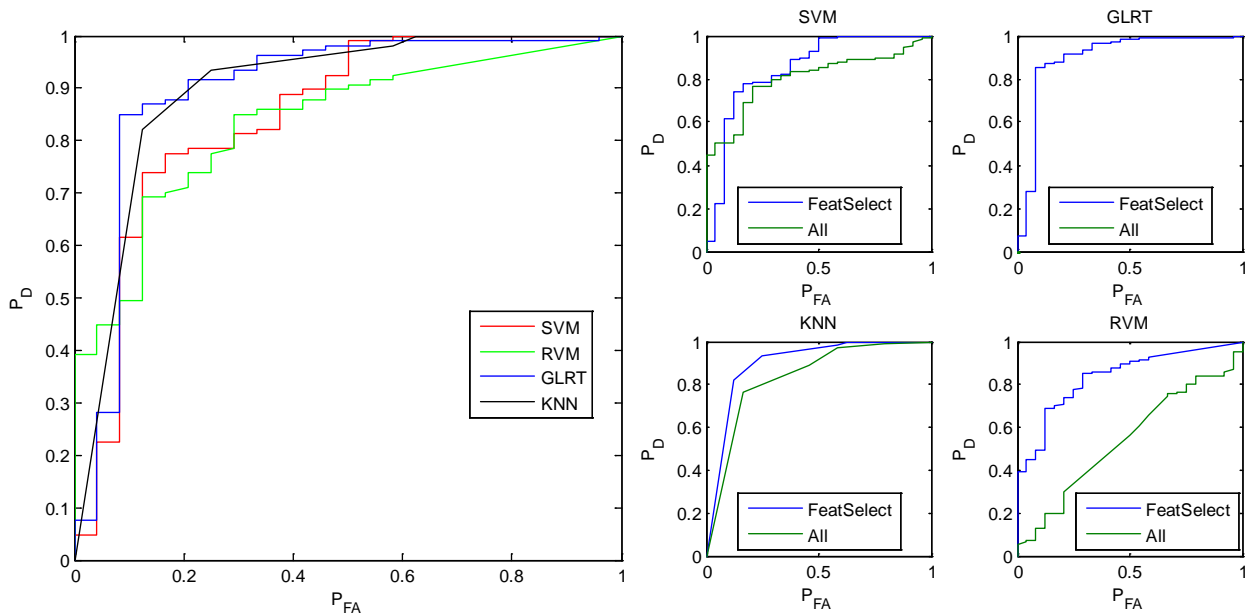 1
0.9
0.8
0.7
0.6
0.5
0.4
0.3
0.2
0.1
0
P_D
0 0.2 0.4 0.6 0.8 1
P_FA
SVM
RVM
GLRT
KNN
SVM
1
0.8
0.6
0.4
0.2
0
P_D
FeatSelect
All
0 0.5 1
P_FA
GLRT
1
0.8
0.6
0.4
0.2
0
P_D
FeatSelect
All
0 0.5 1
P_FA
KNN
1
0.8
0.6
0.4
0.2
0
P_D
FeatSelect
All
0 0.5 1
P_FA
RVM
1
0.8
0.6
0.4
0.2
0
P_D
FeatSelect
All
0 0.5 1
P_FA